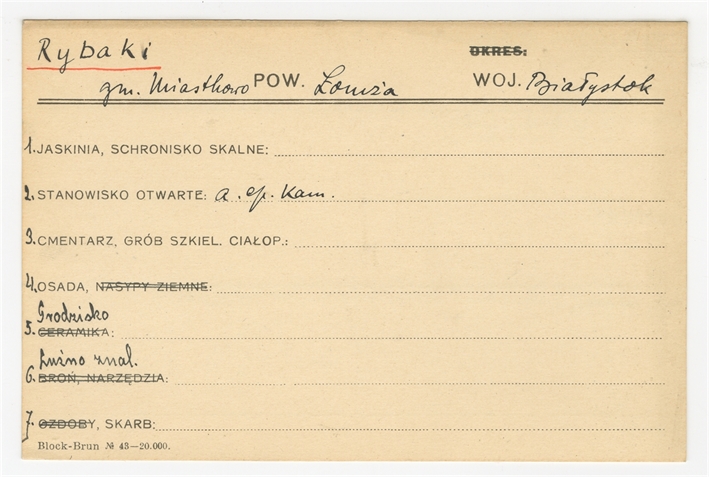 Rybaki OKRES:
gm. Miastkowo POW. Łomża WOJ. Białystok
1. JASKINIA, SCHRONISKO SKALNE:
2. STANOWISKO OTWARTE: a. ep. kam.
3. CMENTARZ, GRÓB SZKIEL. CIAŁOP.:
4. OSADA, NASYPY ZIEMNE:
Grodzisko
5. CERAMIKA:
Luźno znal.
6. BROŃ, NARZĘDZIA:
7. OZDOBY, SKARB:
Block-Brun № 43—20.000.